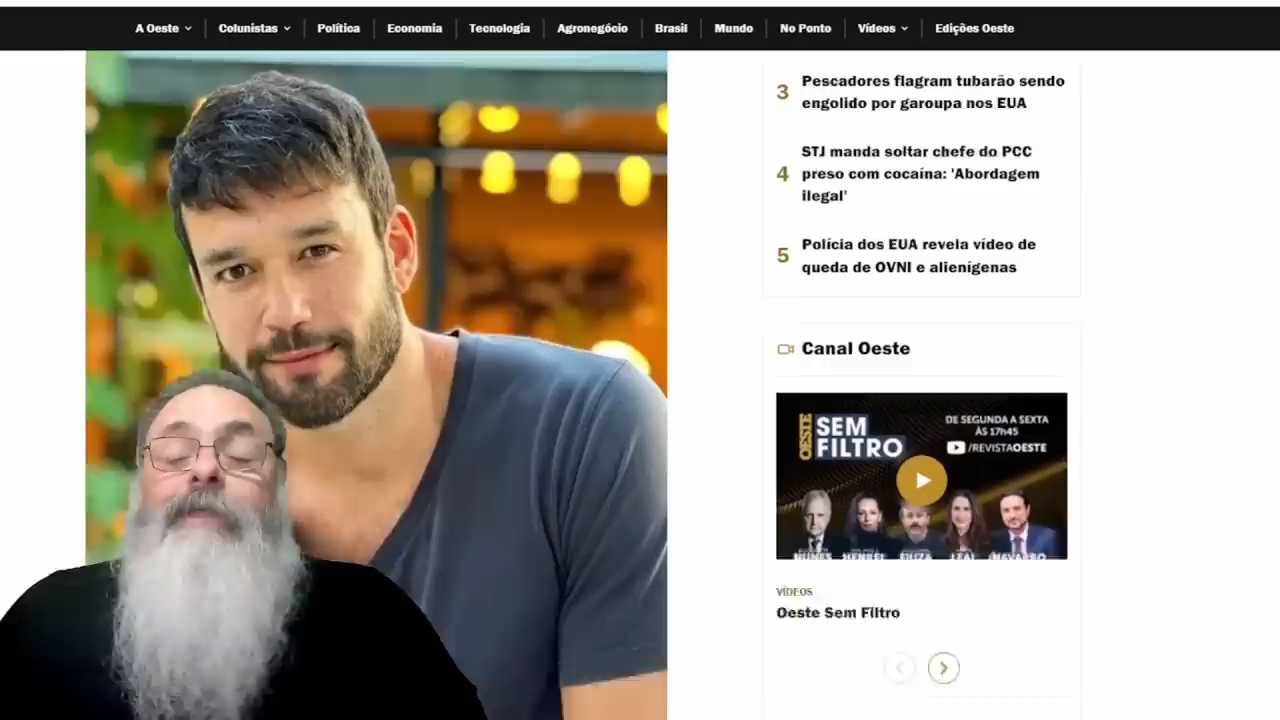 A Oeste
Colunistas
Política
Economia
Tecnologia
Agronegócio
Brasil
Mundo
No Ponto
Vídeos
Edições Oeste
3
Pescadores flagram tubarão sendo
engolido por garoupa nos EUA
4
STJ manda soltar chefe do PCC
preso com cocaína: 'Abordagem
ilegal'
5
Polícia dos EUA revela vídeo de
queda de OVNI e alienígenas
Canal Oeste
OESTE
SEM
FILTRO
DE SEGUNDA A SEXTA
ÀS 17h45
/REVISTAOESTE
NUNES
LEAL
NAVARRO
VÍDEOS
Oeste Sem Filtro